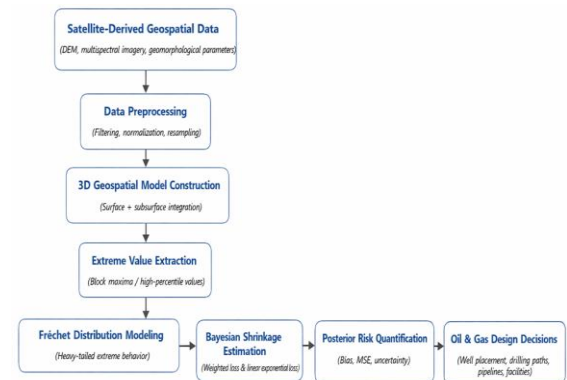 Satellite-Derived Geospatial Data
(DEM, multispectral imagery, geomorphological parameters)
Data Preprocessing
(Filtering, normalization, resampling)
3D Geospatial Model Construction
(Surface + subsurface integration)
Extreme Value Extraction
(Block maxima / high-percentile values)
Fréchet Distribution Modeling
(Heavy-tailed extreme behavior)
Bayesian Shrinkage
Estimation
(Weighted loss & linear exponential loss)
Posterior Risk Quantification
(Bias, MSE, uncertainty)
Oil & Gas Design Decisions
(Well placement, drilling paths,
pipelines, facilities)